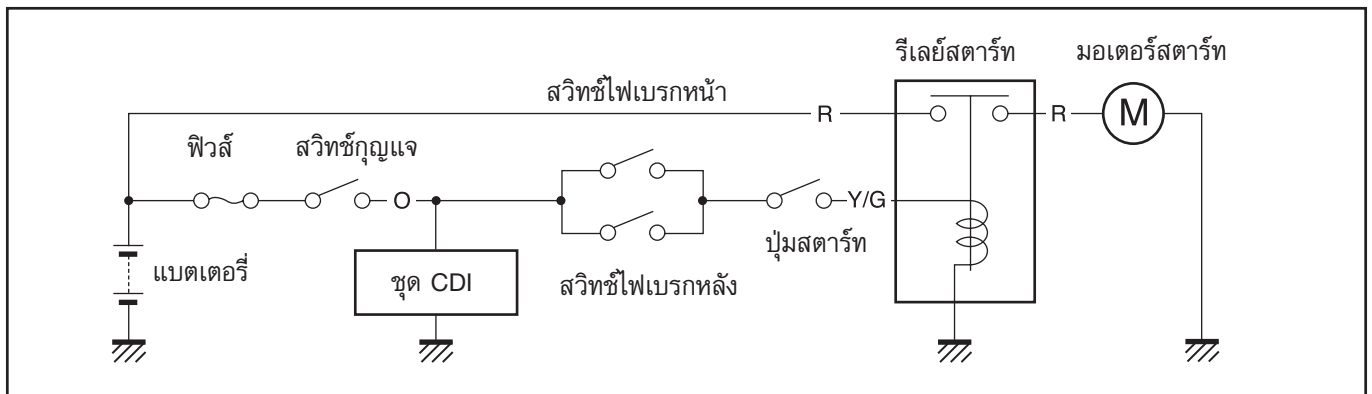 รีเลย์สตาร์ท มอเตอร์สตาร์ท
สวิทช์ไฟเบรกหน้า
R R M
ฟิวส์ สวิทช์กุญแจ
O Y/G
ปุ่มสตาร์ท
แบตเตอรี่ ชุด CDI สวิทช์ไฟเบรกหลัง